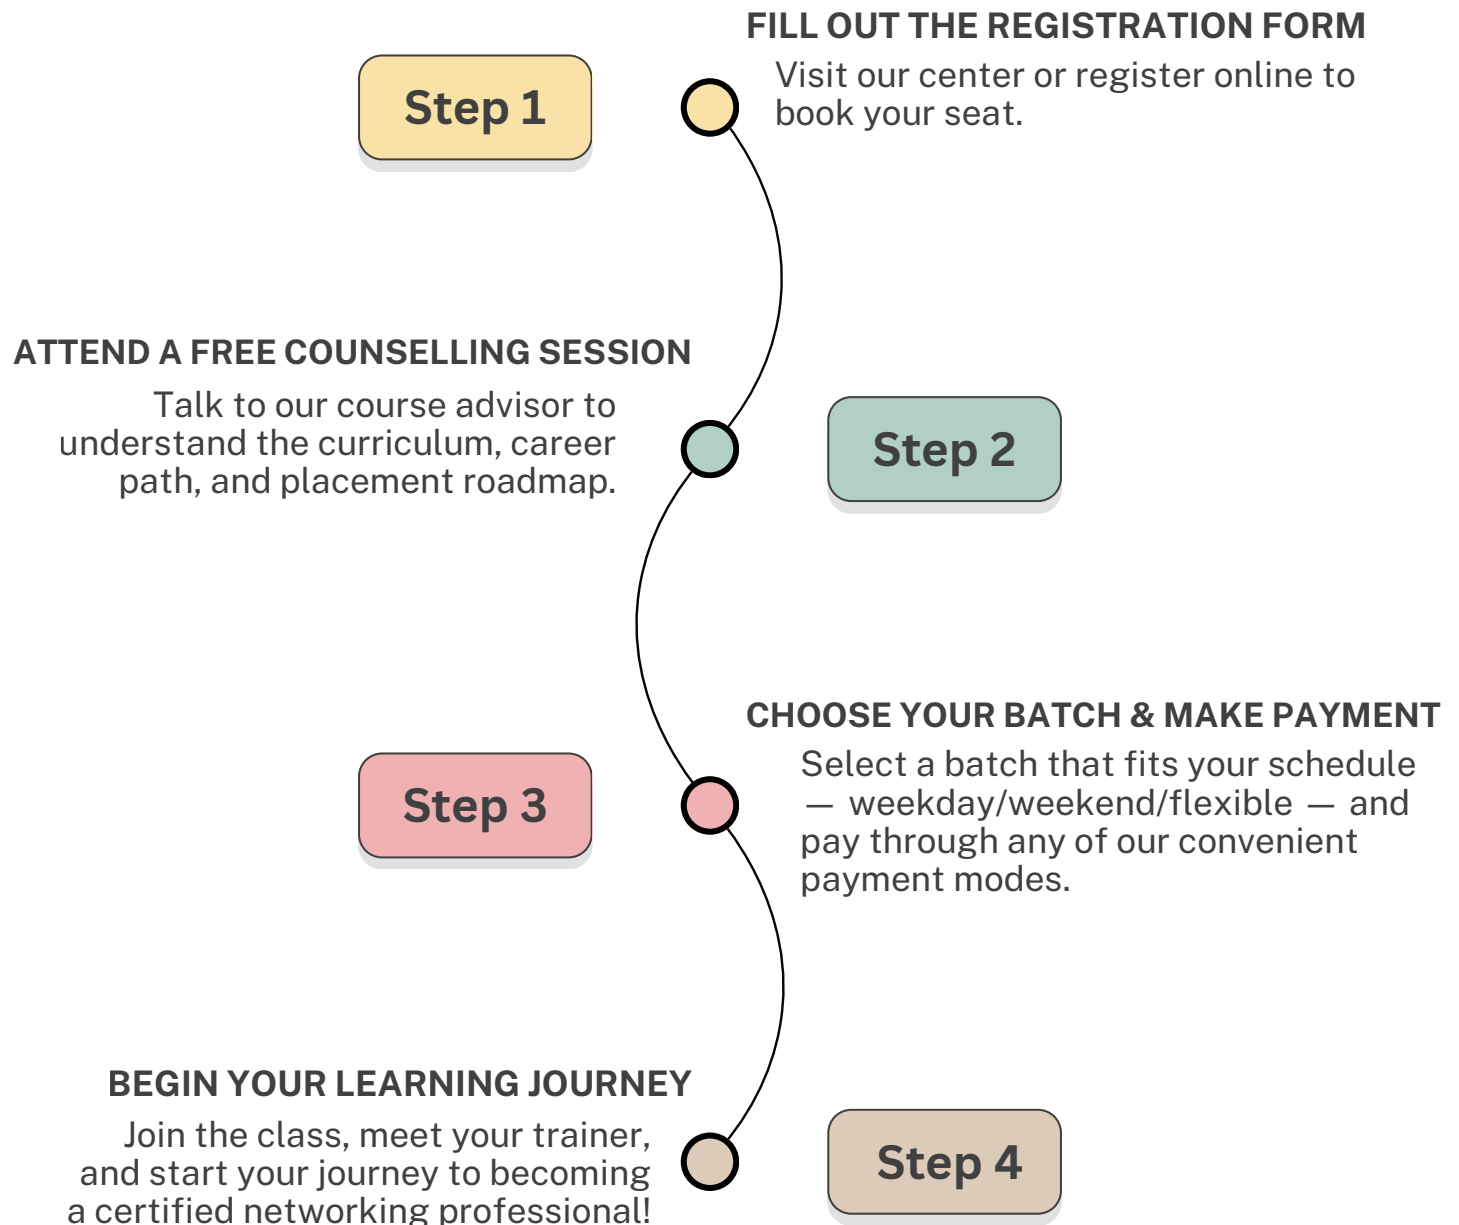 FILL OUT THE REGISTRATION FORM
Step 1
Visit our center or register online to
book your seat.
ATTEND A FREE COUNSELLING SESSION
Talk to our course advisor to
understand the curriculum, career
path, and placement roadmap.
Step 2
CHOOSE YOUR BATCH & MAKE PAYMENT
Step 3
Select a batch that fits your schedule
— weekday/weekend/flexible — and
pay through any of our convenient
payment modes.
BEGIN YOUR LEARNING JOURNEY
Join the class, meet your trainer,
and start your journey to becoming
a certified networking professional!
Step 4